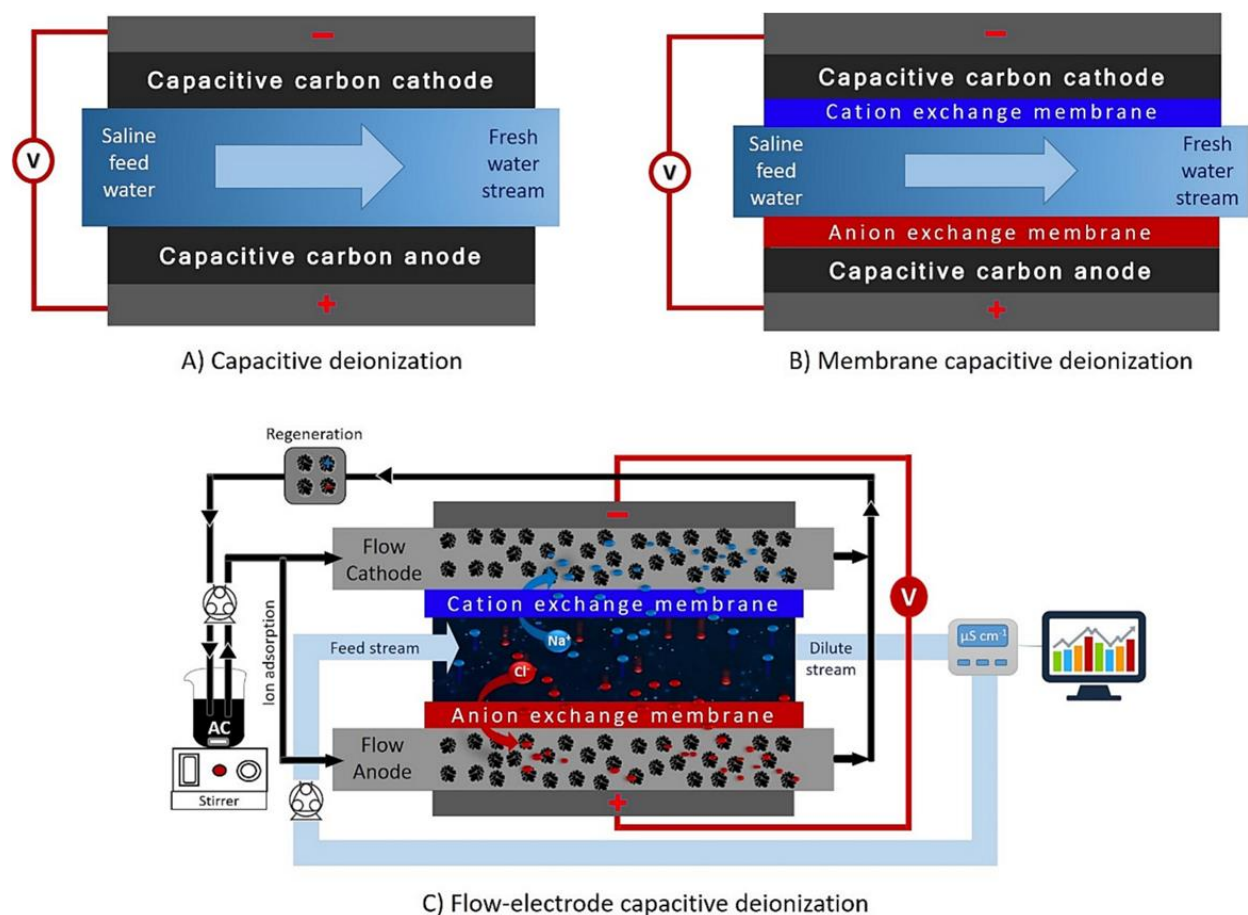 −
Capacitive carbon cathode
Saline
feed
water
Fresh
water
stream
V
Capacitive carbon anode
+
A) Capacitive deionization
−
Capacitive carbon cathode
Cation exchange membrane
Saline
feed
water
Fresh
water
stream
V
Anion exchange membrane
Capacitive carbon anode
+
B) Membrane capacitive deionization
Regeneration
−
Flow
Cathode
Cation exchange membrane
V
Na⁺
Feed stream
Dilute
stream
µS cm⁻¹
Ion adsorption
Cl⁻
AC
Anion exchange membrane
Flow
Anode
Stirrer
+
C) Flow-electrode capacitive deionization